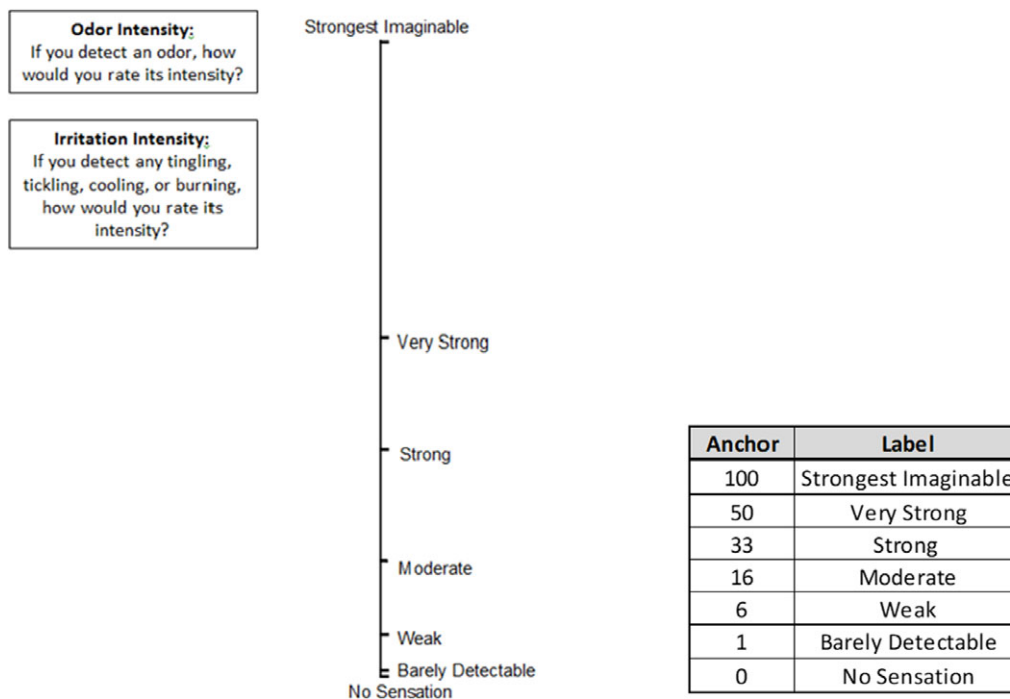 Odor Intensity:
If you detect an odor, how
would you rate its intensity?
Irritation Intensity:
If you detect any tingling,
tickling, cooling, or burning,
how would you rate its
intensity?
Strongest Imaginable
Very Strong
Strong
Moderate
Weak
Barely Detectable
No Sensation
Anchor Label
100 Strongest Imaginable
50 Very Strong
33 Strong
16 Moderate
6 Weak
1 Barely Detectable
0 No Sensation